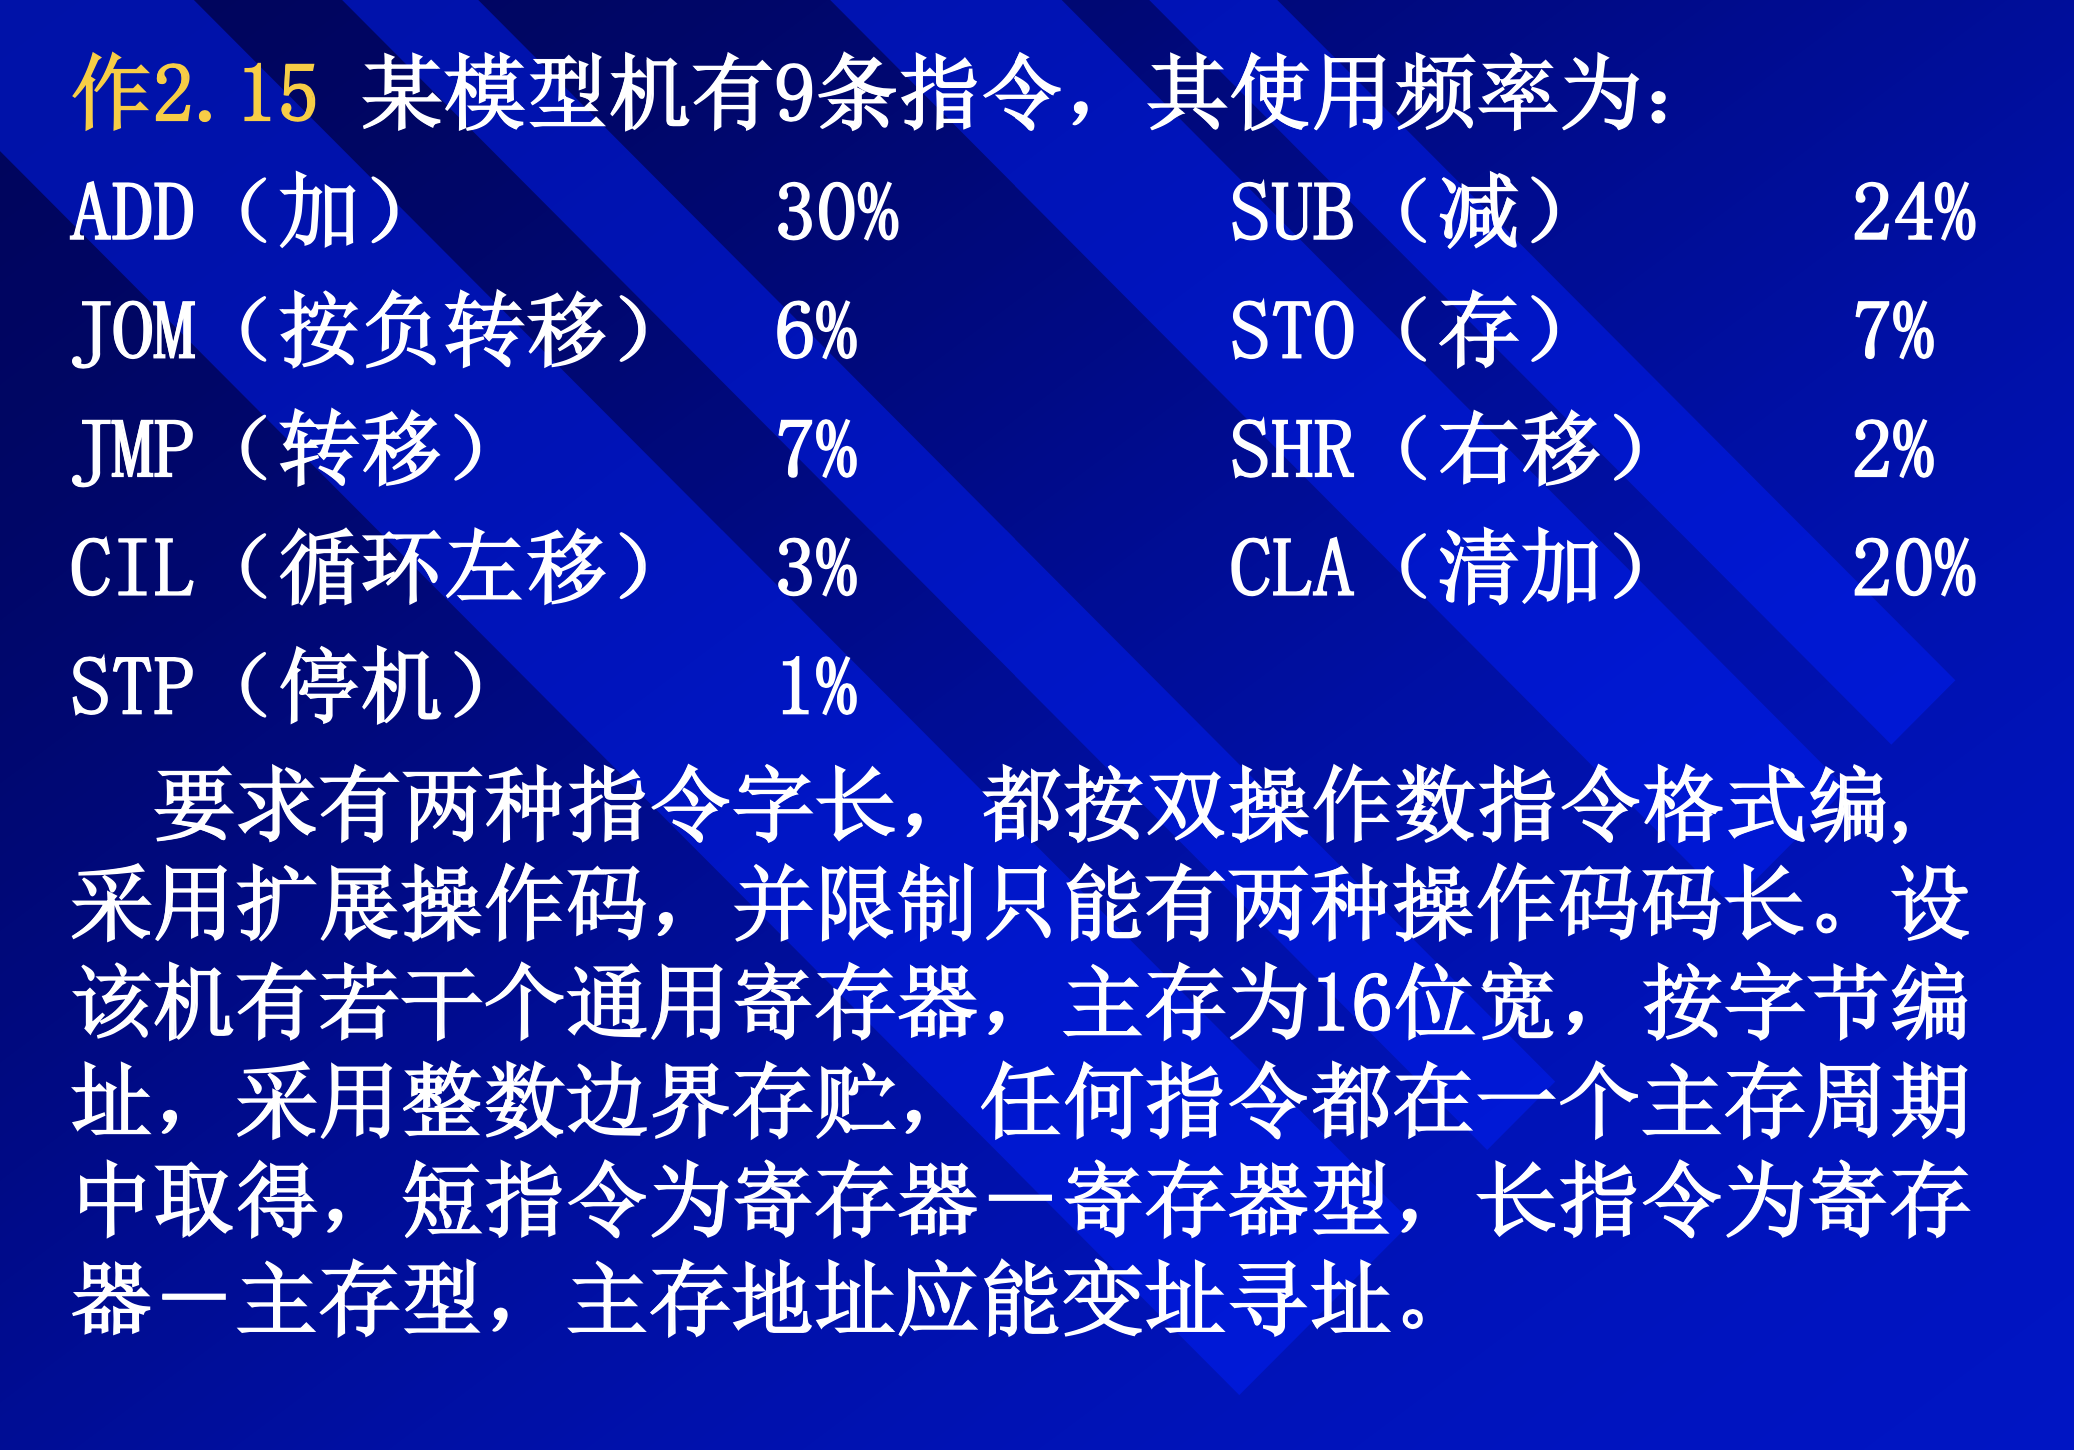 作2.15 某模型机有9条指令，其使用频率为：
ADD（加） 30% SUB（减） 24%
JOM（按负转移） 6% STO（存） 7%
JMP（转移） 7% SHR（右移） 2%
CIL（循环左移） 3% CLA（清加） 20%
STP（停机） 1%
要求有两种指令字长，都按双操作数指令格式编，
采用扩展操作码，并限制只能有两种操作码码长。设
该机有若干个通用寄存器，主存为16位宽，按字节编
址，采用整数边界存贮，任何指令都在一个主存周期
中取得，短指令为寄存器－寄存器型，长指令为寄存
器－主存型，主存地址应能变址寻址。